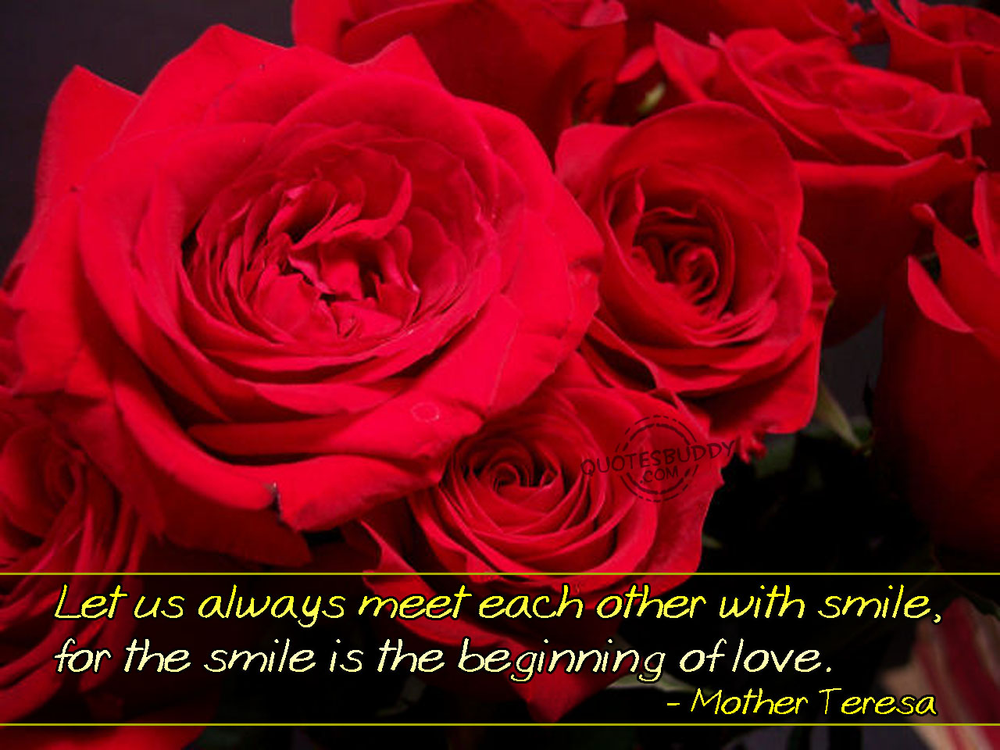 QUOTESBUDDY
.COM
Let us always meet each other with smile,
for the smile is the beginning of love.
- Mother Teresa